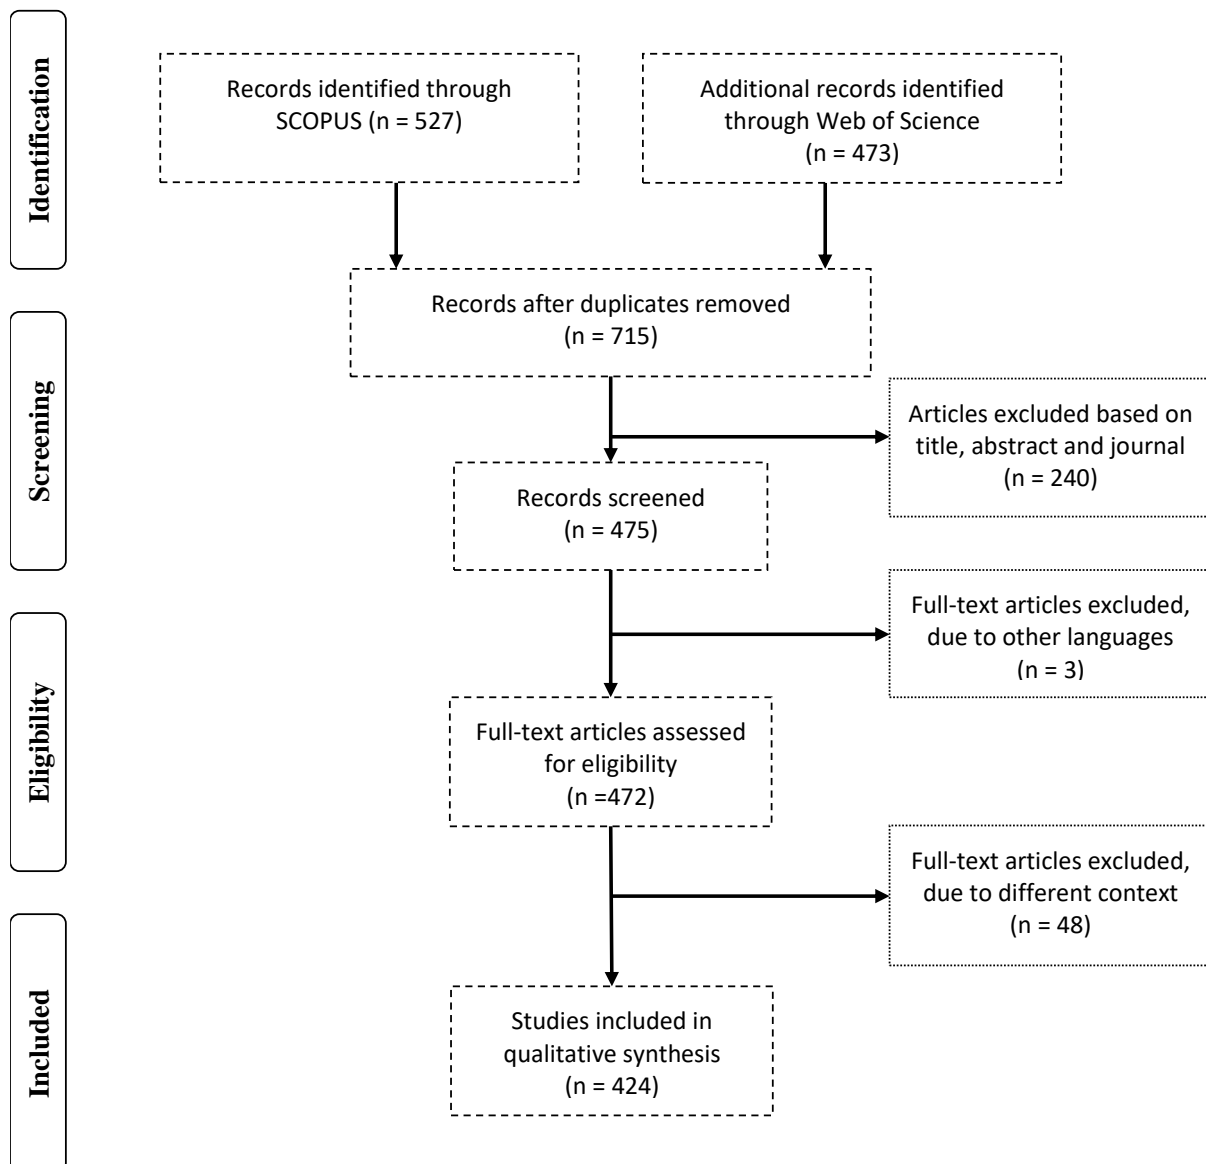 Identification
Records identified through
SCOPUS (n = 527)
Additional records identified
through Web of Science
(n = 473)
Records after duplicates removed
(n = 715)
Screening
Articles excluded based on
title, abstract and journal
(n = 240)
Records screened
(n = 475)
Full-text articles excluded,
due to other languages
(n = 3)
Eligibility
Full-text articles assessed
for eligibility
(n =472)
Full-text articles excluded,
due to different context
(n = 48)
Included
Studies included in
qualitative synthesis
(n = 424)